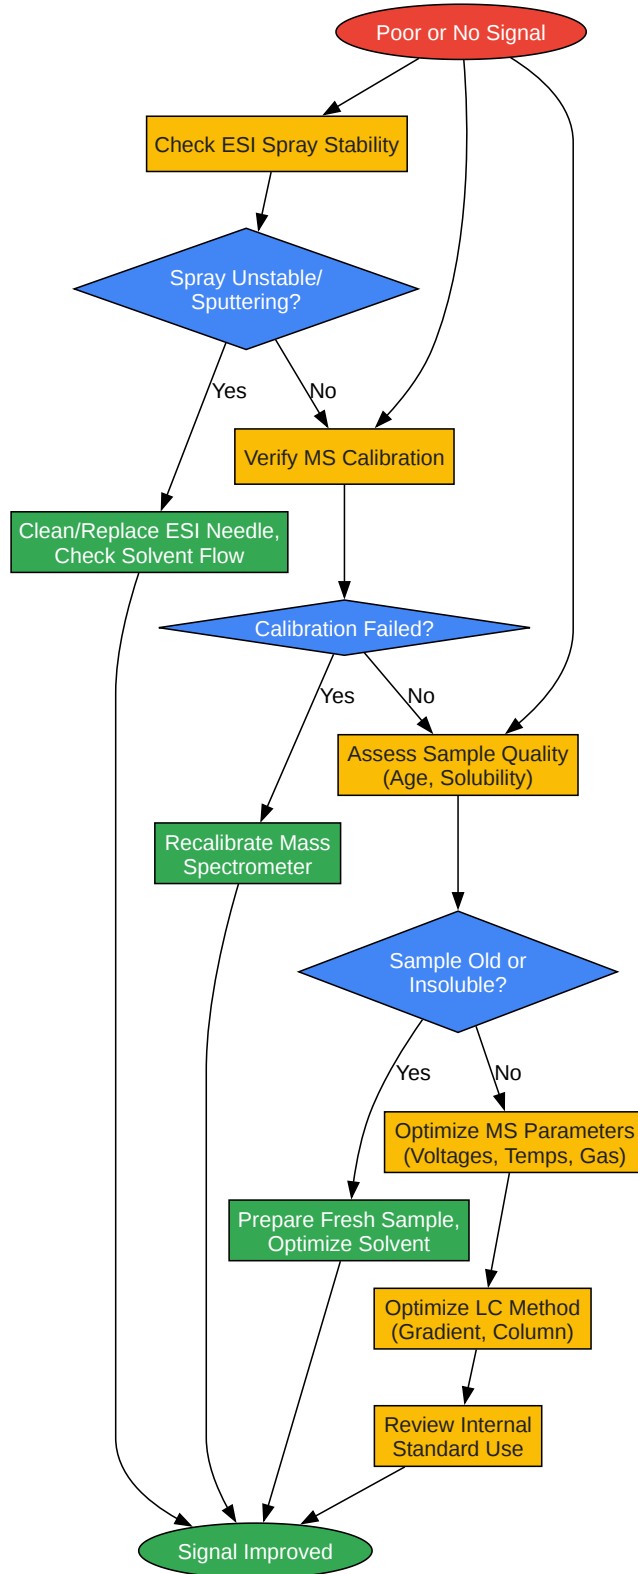 Poor or No Signal
Check ESI Spray Stability
Spray Unstable/
Sputtering?
Yes
No
Verify MS Calibration
Clean/Replace ESI Needle,
Check Solvent Flow
Calibration Failed?
Yes
No
Assess Sample Quality
(Age, Solubility)
Recalibrate Mass
Spectrometer
Sample Old or
Insoluble?
Yes
No
Optimize MS Parameters
(Voltages, Temps, Gas)
Prepare Fresh Sample,
Optimize Solvent
Optimize LC Method
(Gradient, Column)
Review Internal
Standard Use
Signal Improved